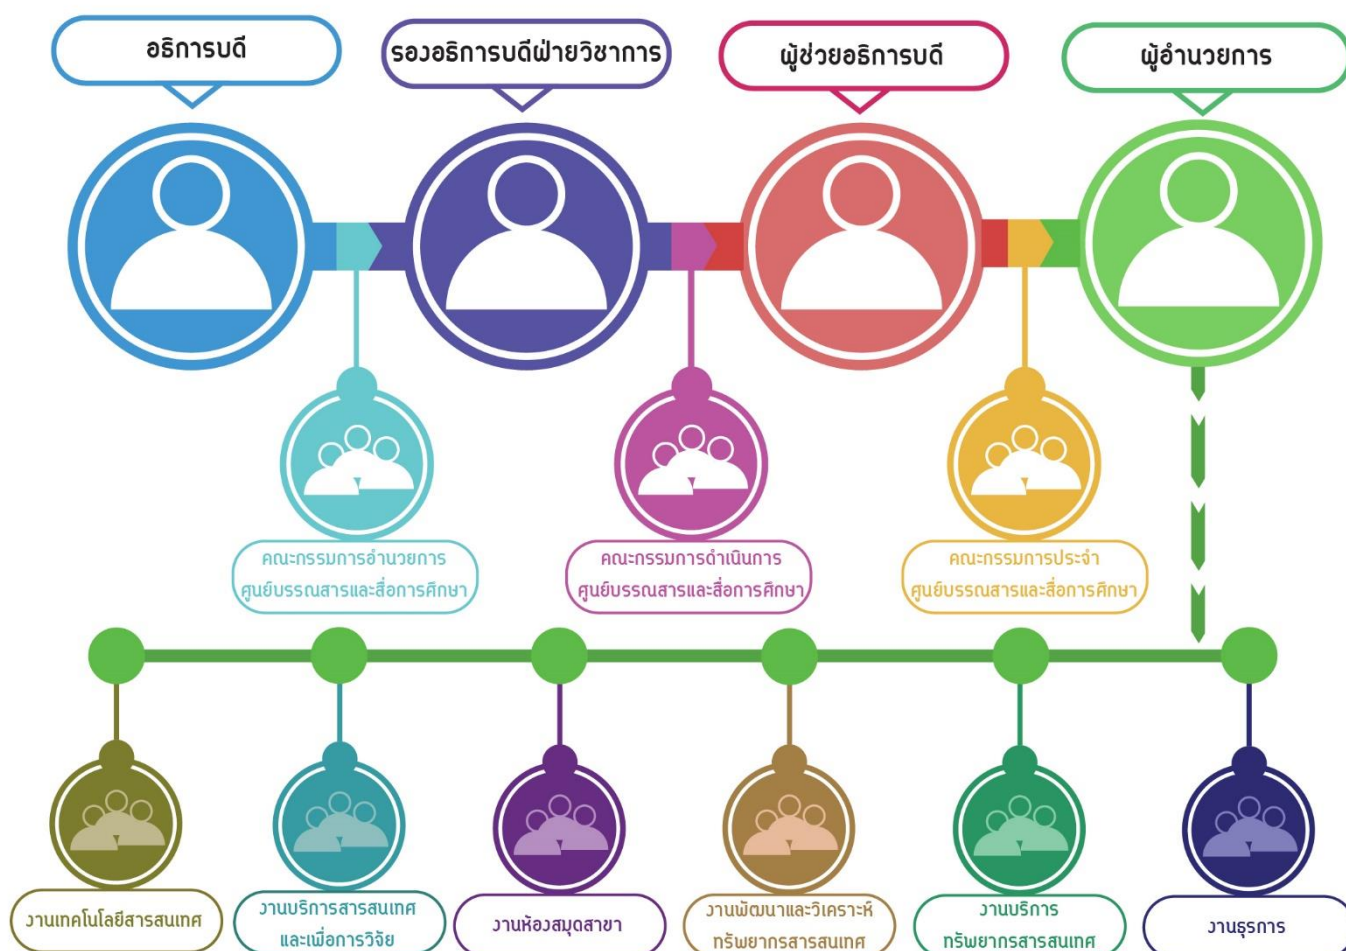 อธิการบดี
รองอธิการบดีฝ่ายวิชาการ
ผู้ช่วยอธิการบดี
ผู้อำนวยการ
คณะกรรมการอำนวยการ
ศูนย์บรรณสารและสื่อการศึกษา
คณะกรรมการดำเนินการ
ศูนย์บรรณสารและสื่อการศึกษา
คณะกรรมการประจำ
ศูนย์บรรณสารและสื่อการศึกษา
งานเทคโนโลยีสารสนเทศ
งานบริการสารสนเทศ
และเพื่อการวิจัย
งานห้องสมุดสาขา
งานพัฒนาและวิเคราะห์
ทรัพยากรสารสนเทศ
งานบริการ
ทรัพยากรสารสนเทศ
งานธุรการ